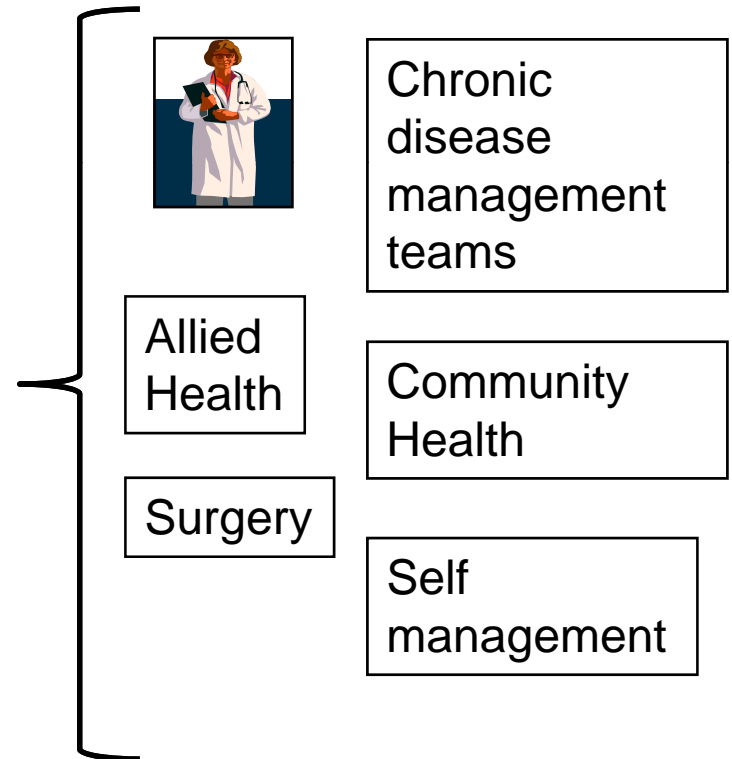 Chronic
disease
management
teams
Allied
Health
Community
Health
Surgery
Self
management